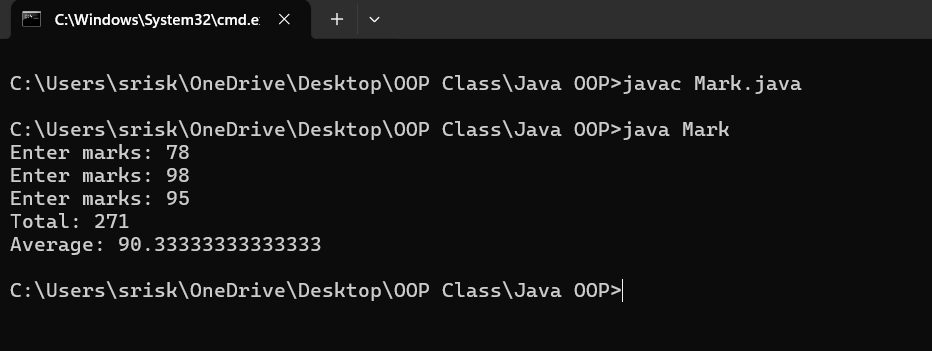 C:\Windows\System32\cmd.e
C:\Users\srisk\OneDrive\Desktop\OOP Class\Java OOP>javac Mark.java
C:\Users\srisk\OneDrive\Desktop\OOP Class\Java OOP>java Mark
Enter marks: 78
Enter marks: 98
Enter marks: 95
Total: 271
Average: 90.33333333333333
C:\Users\srisk\OneDrive\Desktop\OOP Class\Java OOP>